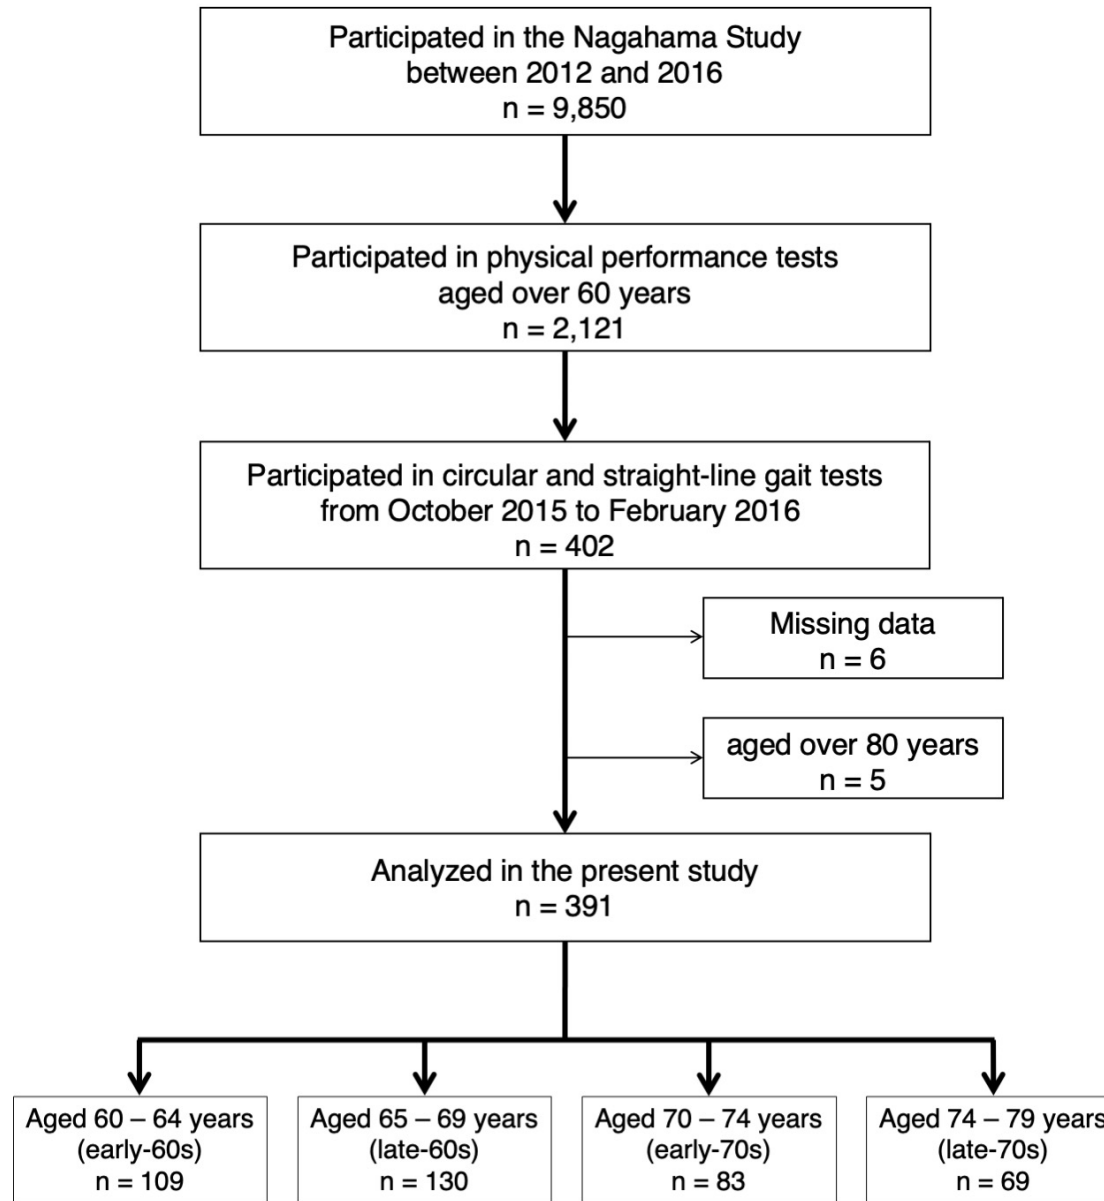 Participated in the Nagahama Study
between 2012 and 2016
n = 9,850
Participated in physical performance tests
aged over 60 years
n = 2,121
Participated in circular and straight-line gait tests
from October 2015 to February 2016
n = 402
Missing data
n = 6
aged over 80 years
n = 5
Analyzed in the present study
n = 391
Aged 60 – 64 years
(early-60s)
n = 109
Aged 65 – 69 years
(late-60s)
n = 130
Aged 70 – 74 years
(early-70s)
n = 83
Aged 74 – 79 years
(late-70s)
n = 69